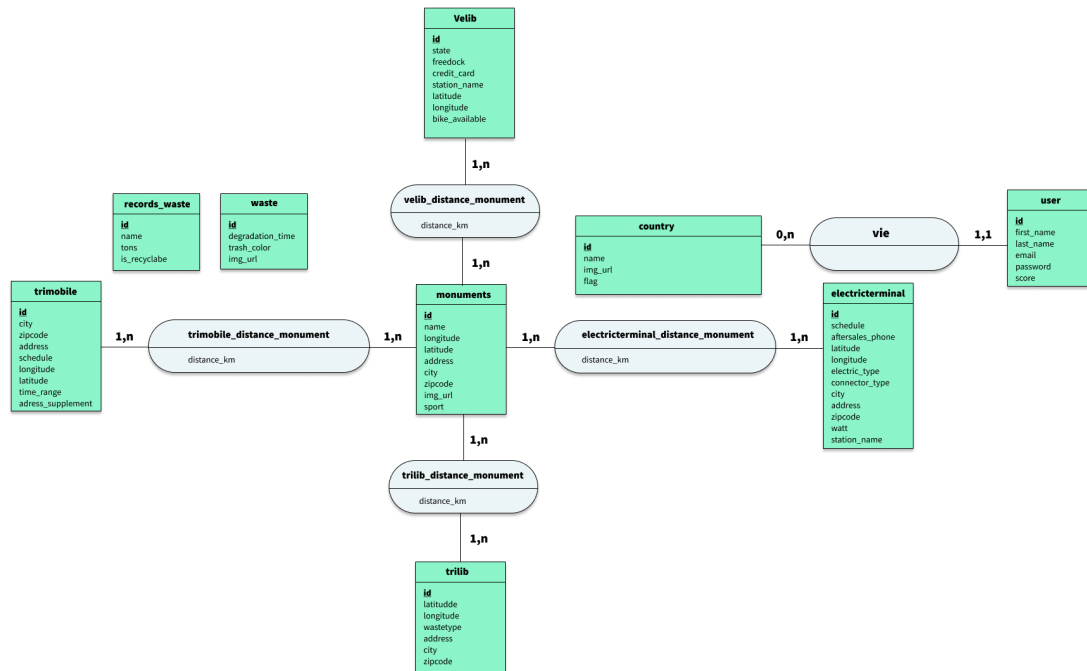 Velib
id
state
freedock
credit_card
station_name
latitude
longitude
bike_available
1,n
velib_distance_monument
distance_km
1,n
records_waste
id
name
tons
is_recyclabe
waste
id
degradation_time
trash_color
img_url
country
id
name
img_url
flag
0,n
vie
1,1
user
id
first_name
last_name
email
password
score
trimobile
id
city
zipcode
address
schedule
longitude
latitude
time_range
adress_supplement
1,n
trimobile_distance_monument
distance_km
1,n
monuments
id
name
longitude
latitude
address
city
zipcode
img_url
sport
1,n
electricterminal_distance_monument
distance_km
1,n
electricterminal
id
schedule
aftersales_phone
latitude
longitude
electric_type
connector_type
city
address
zipcode
watt
station_name
1,n
trilib_distance_monument
distance_km
1,n
trilib
id
latitudde
longitude
wastetype
address
city
zipcode